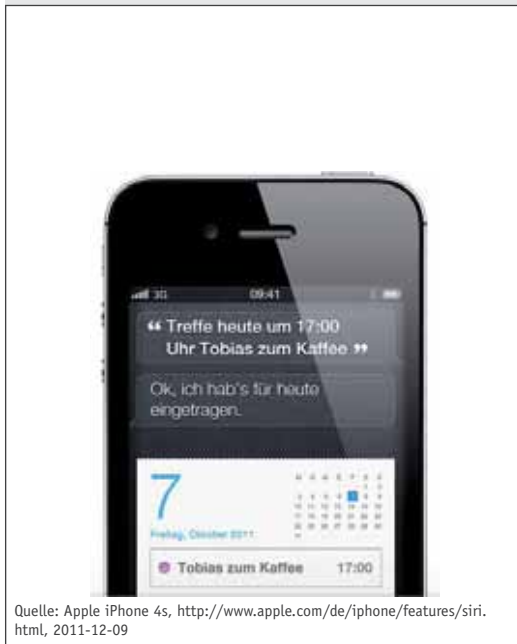 3G 09:41
“ Treffe heute um 17:00
Uhr Tobias zum Kaffee ”
Ok, ich hab's für heute
eingetragen.
7
Freitag, Oktober 2011
Tobias zum Kaffee 17:00
Quelle: Apple iPhone 4s, http://www.apple.com/de/iphone/features/siri.
html, 2011-12-09